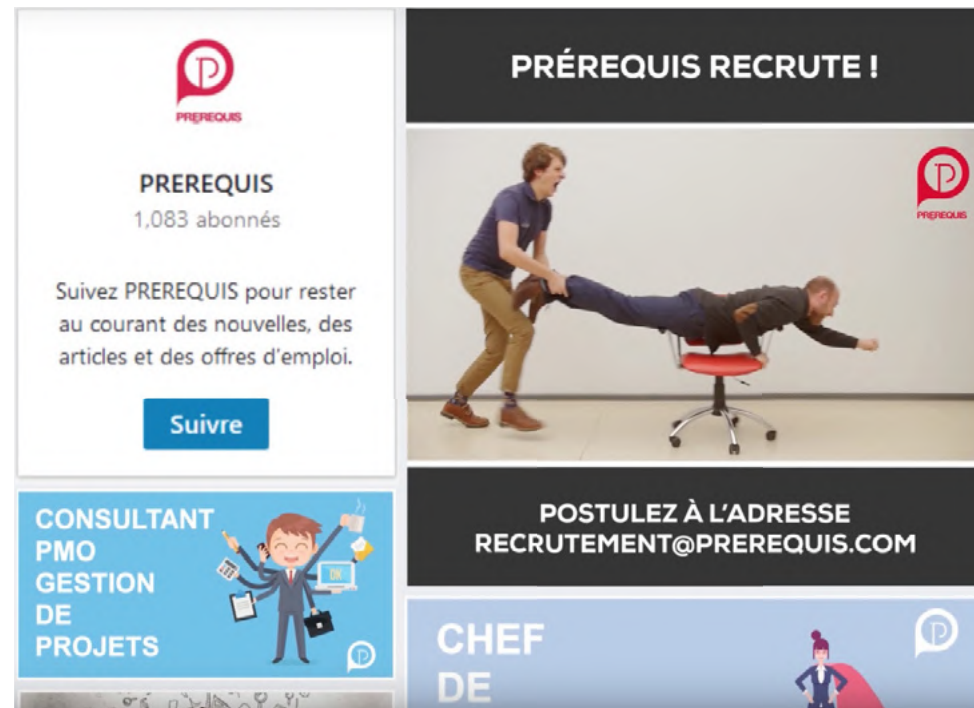 PREREQUIS
PREREQUIS
1,083 abonnés
Suivez PREREQUIS pour rester
au courant des nouvelles, des
articles et des offres d'emploi.
Suivre
CONSULTANT
PMO
GESTION
DE
PROJETS
OK
PRÉREQUIS RECRUTE !
PREREQUIS
POSTULEZ À L'ADRESSE
RECRUTEMENT@PREREQUIS.COM
CHEF
DE